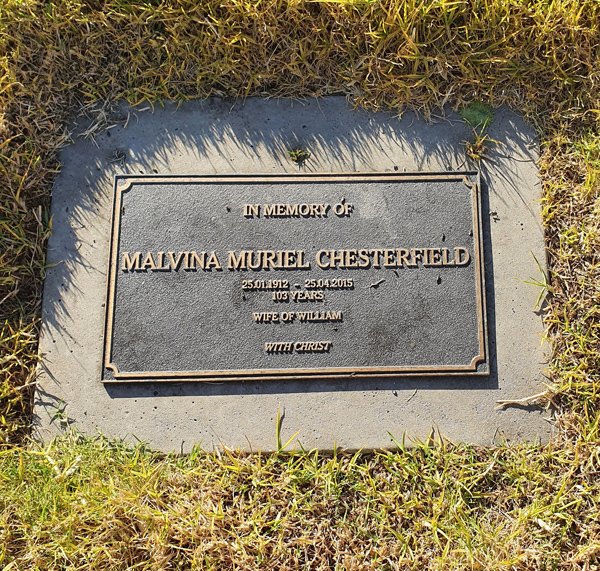 IN MEMORY OF
MALVINA MURIEL CHESTERFIELD
25.01.1912 - 25.04.2015
103 YEARS
WIFE OF WILLIAM
WITH CHRIST